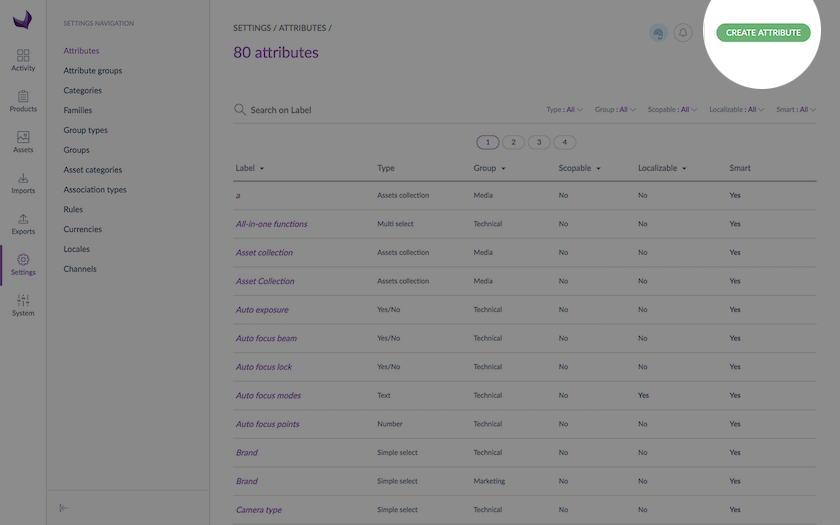 SETTINGS NAVIGATION
Attributes
Attribute groups
Categories
Families
Group types
Groups
Asset categories
Association types
Rules
Currencies
Locales
Channels
Activity
Products
Assets
Imports
Exports
Settings
System
SETTINGS / ATTRIBUTES /
80 attributes
CREATE ATTRIBUTE
Search on Label
Type : All Group : All Scopable : All Localizable : All Smart : All
1 2 3 4
Label Type Group Scopable Localizable Smart
a Assets collection Media No No Yes
All-in-one functions Multi select Technical No No Yes
Asset collection Assets collection Media No No Yes
Asset Collection Assets collection Media No No Yes
Auto exposure Yes/No Technical No No Yes
Auto focus beam Yes/No Technical No No Yes
Auto focus lock Yes/No Technical No No Yes
Auto focus modes Text Technical No Yes Yes
Auto focus points Number Technical No No Yes
Brand Simple select Technical No No Yes
Brand Simple select Marketing No No Yes
Camera type Simple select Technical No No Yes